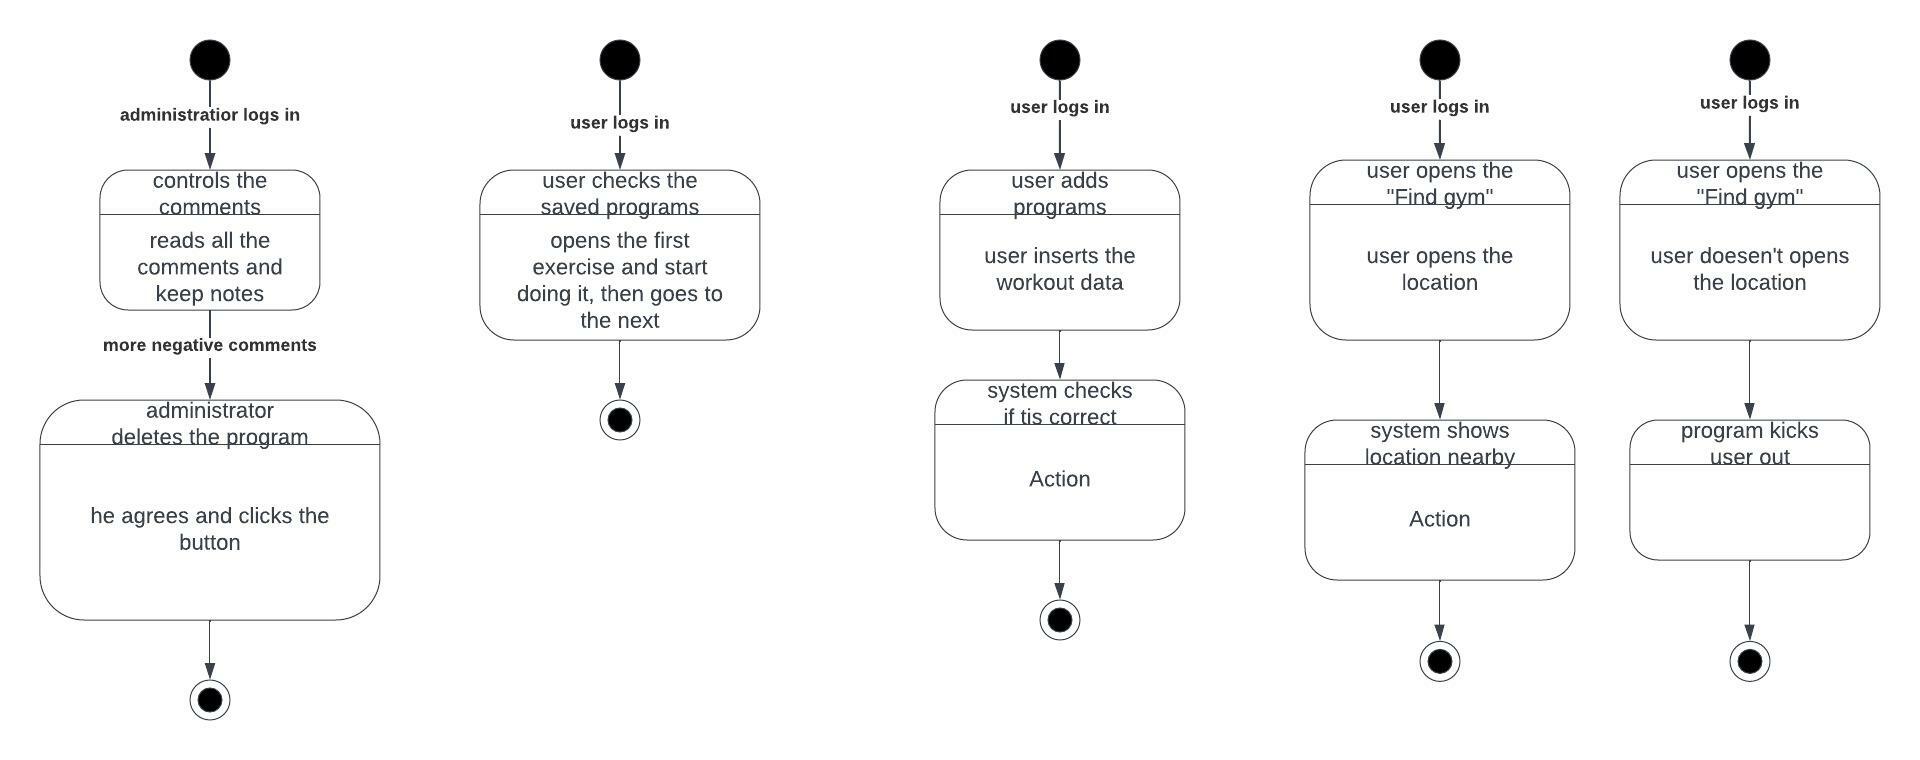 administratior logs in
controls the
comments
reads all the
comments and
keep notes
more negative comments
administrator
deletes the program
he agrees and clicks the
button
user logs in
user checks the
saved programs
opens the first
exercise and start
doing it, then goes to
the next
user logs in
user adds
programs
user inserts the
workout data
system checks
if tis correct
Action
user logs in
user opens the
"Find gym"
user opens the
location
system shows
location nearby
Action
user logs in
user opens the
"Find gym"
user doesen't opens
the location
program kicks
user out